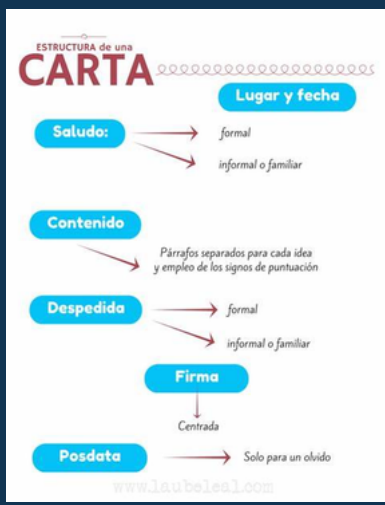 ESTRUCTURA de una
CARTA
Lugar y fecha
Saludo:
formal
informal o familiar
Contenido
Párrafos separados para cada idea
y empleo de los signos de puntuación
Despedida
formal
informal o familiar
Firma
Centrada
Posdata
Solo para un olvido
www.laubeleal.com